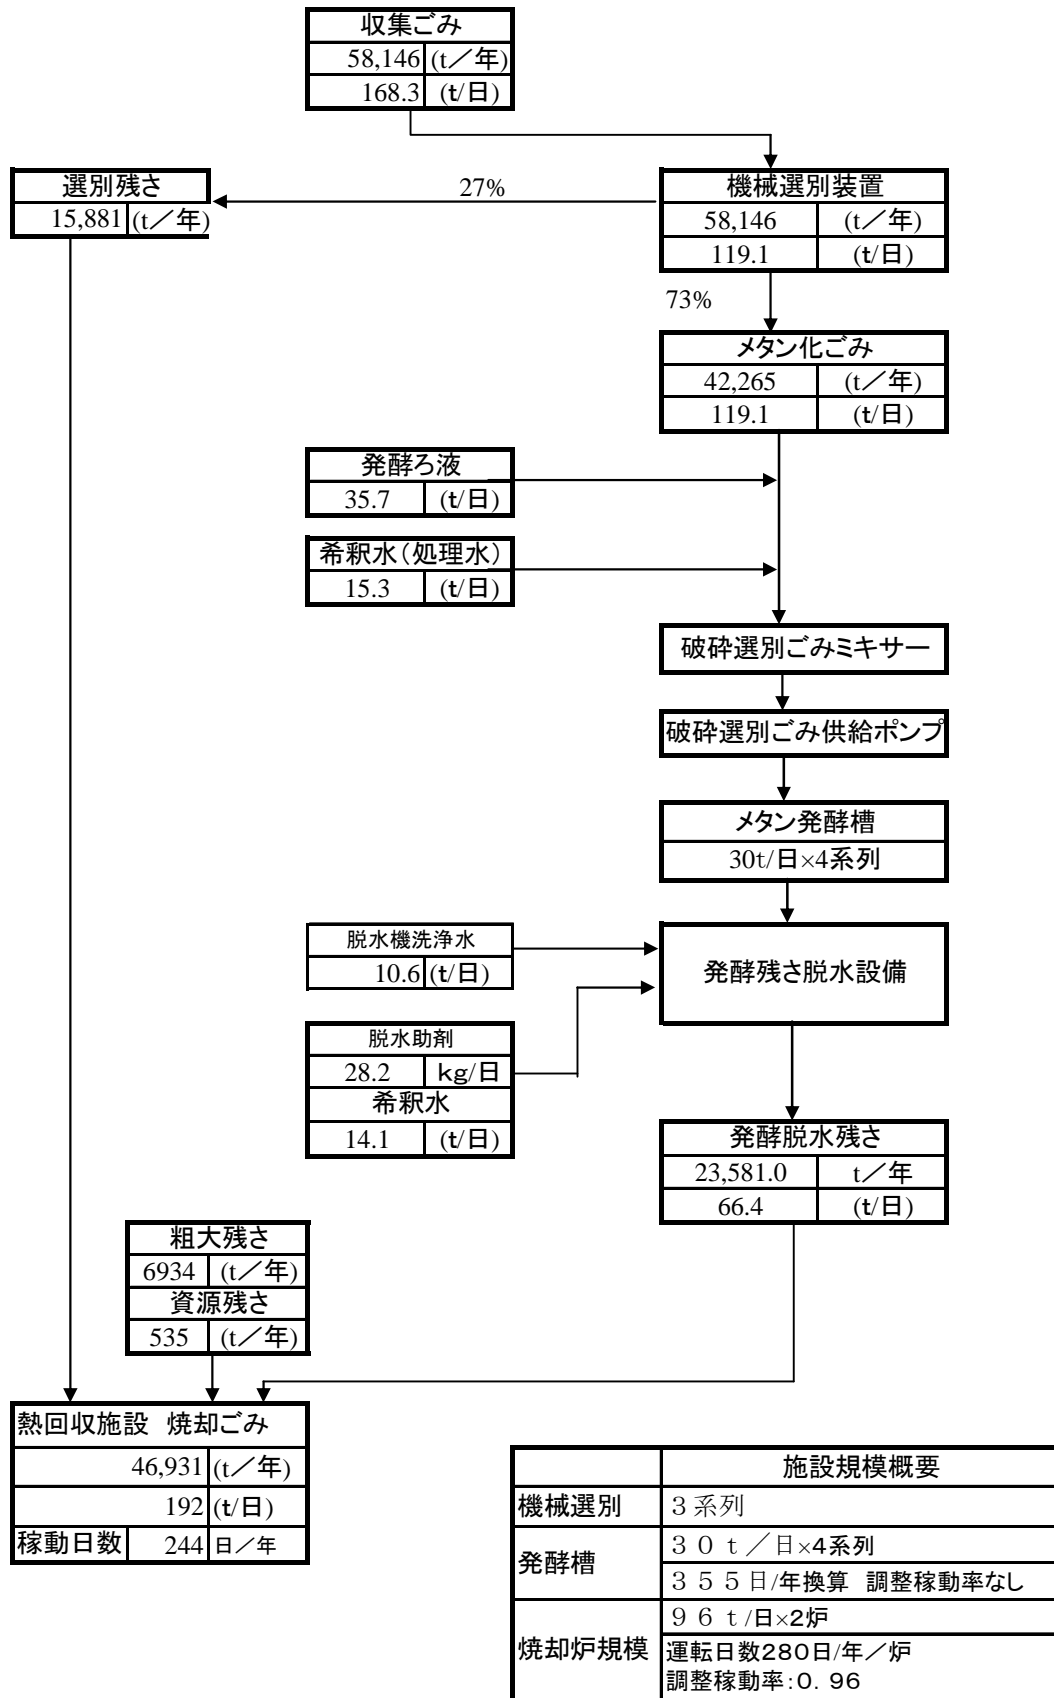 収集ごみ
58,146 (t／年)
168.3 (t/日)
選別残さ
15,881 (t／年)
27%
機械選別装置
58,146 (t／年)
119.1 (t/日)
73%
メタン化ごみ
42,265 (t／年)
119.1 (t/日)
発酵ろ液
35.7 (t/日)
希釈水（処理水）
15.3 (t/日)
破砕選別ごみミキサー
破砕選別ごみ供給ポンプ
メタン発酵槽
30t/日×4系列
脱水機洗浄水
10.6 (t/日)
発酵残さ脱水設備
脱水助剤
28.2 kg/日
希釈水
14.1 (t/日)
発酵脱水残さ
23,581.0 t／年
66.4 (t/日)
粗大残さ
6934 (t／年)
資源残さ
535 (t／年)
熱回収施設　焼却ごみ
46,931 (t／年)
192 (t/日)
稼動日数 244 日／年
施設規模概要
機械選別 ３系列
発酵槽 ３０ｔ／日×4系列
３５５日/年換算　調整稼動率なし
焼却炉規模 ９６ｔ/日×2炉
運転日数280日/年／炉
調整稼動率：０．９６